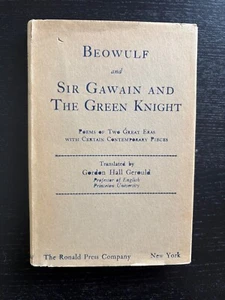 BEOWULF
and
SIR GAWAIN AND
THE GREEN KNIGHT
POEMS OF TWO GREAT ERAS
WITH CERTAIN CONTEMPORARY PIECES
Translated by
Gordon Hall Gerould
Professor of English
Princeton University
The Ronald Press Company New York